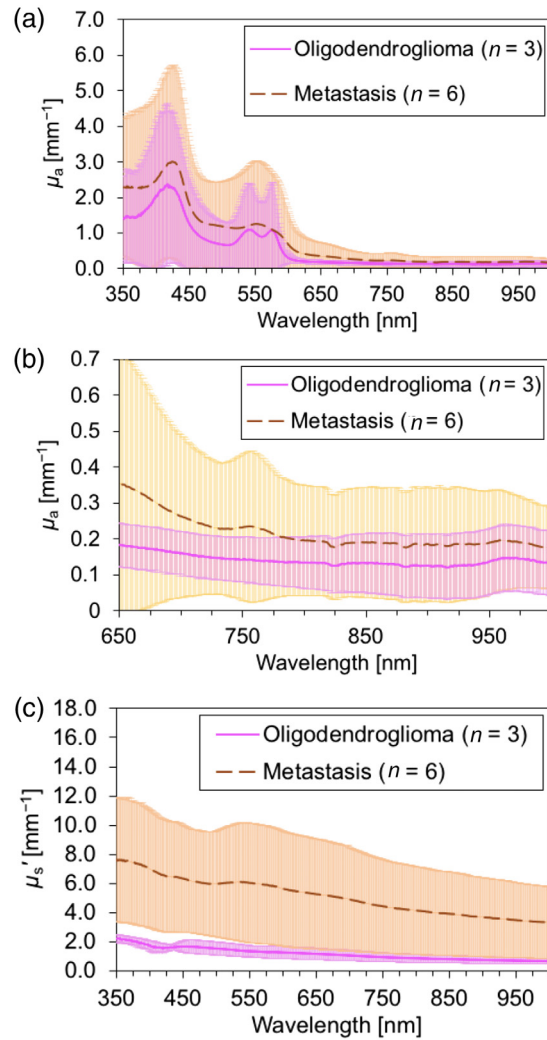 (a)
7.0
6.0
5.0
4.0
3.0
2.0
1.0
0.0
μa [mm⁻¹]
Oligodendroglioma (n = 3)
Metastasis (n = 6)
350 450 550 650 750 850 950
Wavelength [nm]
(b)
0.7
0.6
0.5
0.4
0.3
0.2
0.1
0
μa [mm⁻¹]
Oligodendroglioma (n = 3)
Metastasis (n = 6)
650 750 850 950
Wavelength [nm]
(c)
18.0
16.0
14.0
12.0
10.0
8.0
6.0
4.0
2.0
0.0
μs' [mm⁻¹]
Oligodendroglioma (n = 3)
Metastasis (n = 6)
350 450 550 650 750 850 950
Wavelength [nm]